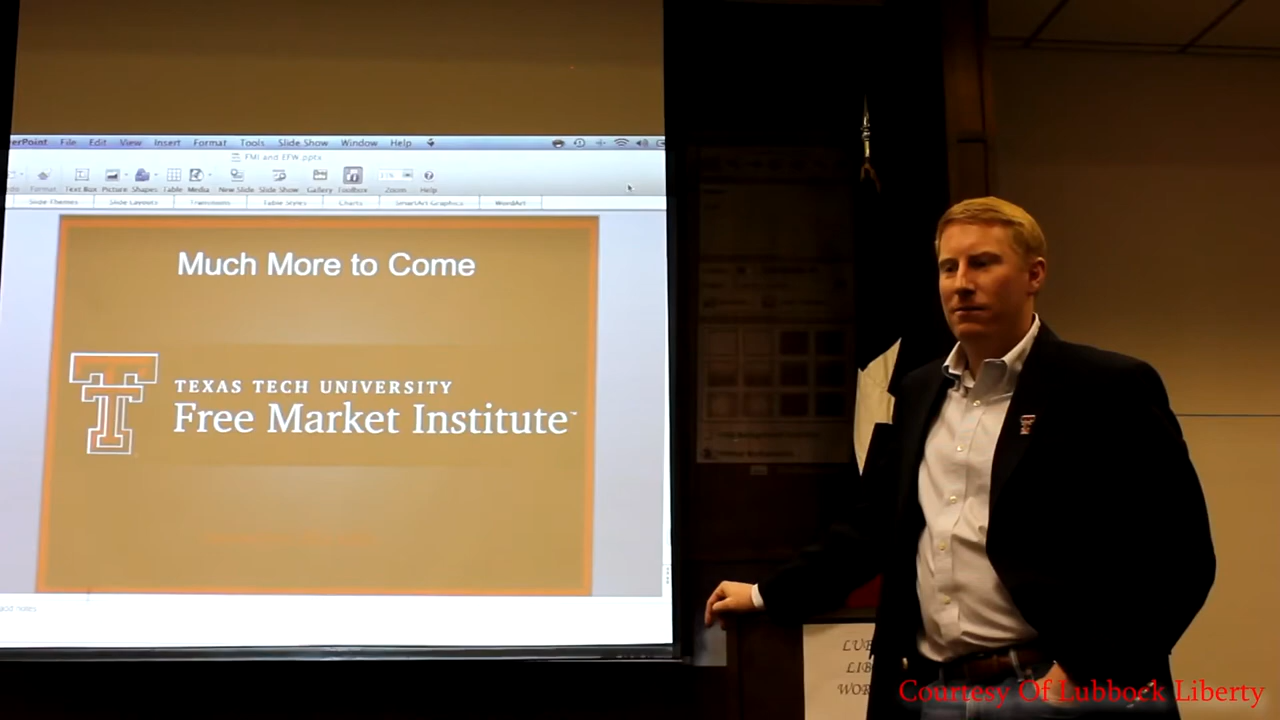 File Edit View Insert Format Tools Slide Show Window Help
FMI and EFW.pptx
Text Box Picture Shapes Table Media New Slide Slide Show Gallery Toolbox Zoom Help
Slide Themes Slide Layouts Transitions Table Styles Charts SmartArt Graphics WordArt
Much More to Come
TEXAS TECH UNIVERSITY
Free Market Institute™
Courtesy Of Lubbock Liberty